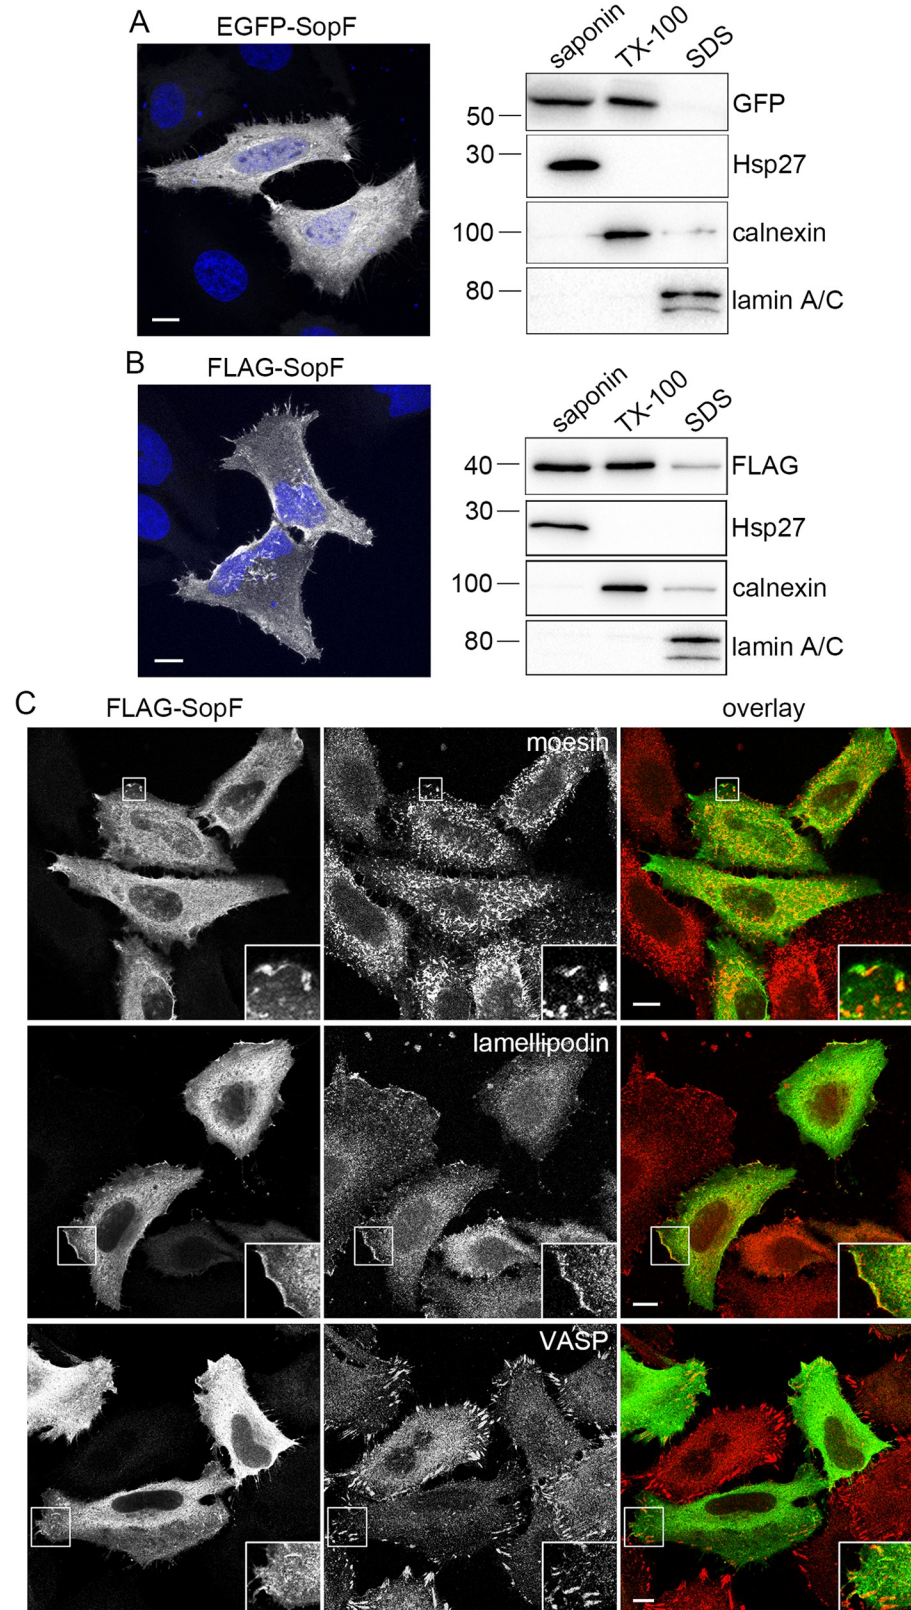 A
EGFP-SopF
saponin
TX-100
SDS
50
GFP
30
Hsp27
100
calnexin
80
lamin A/C
B
FLAG-SopF
saponin
TX-100
SDS
40
FLAG
30
Hsp27
100
calnexin
80
lamin A/C
C
FLAG-SopF
overlay
moesin
lamellipodin
VASP